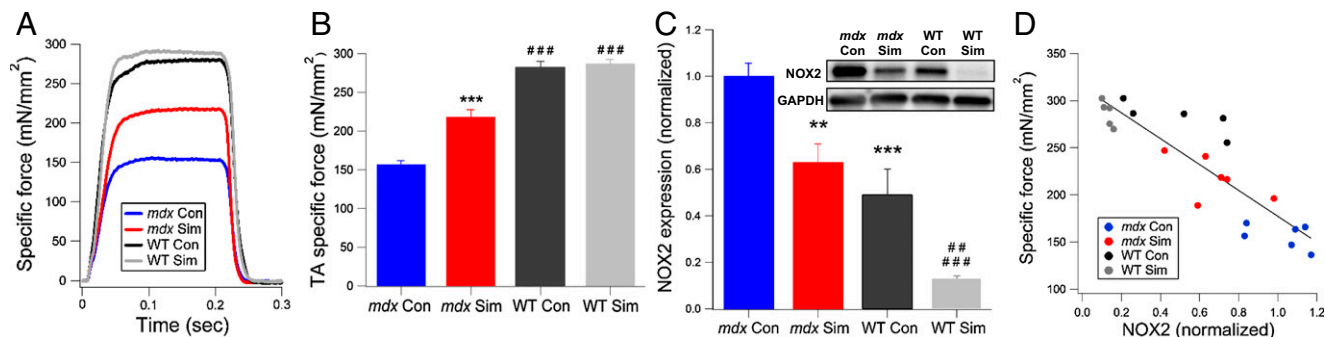 A
Specific force (mN/mm²)
300
250
200
150
100
50
0
mdx Con
mdx Sim
WT Con
WT Sim
0
0.1
0.2
0.3
Time (sec)
B
TA specific force (mN/mm²)
300
250
200
150
100
50
0
***
###
###
mdx Con
mdx Sim
WT Con
WT Sim
C
NOX2 expression (normalized)
1.2
1.0
0.8
0.6
0.4
0.2
0.0
mdx Con
mdx Sim
WT Con
WT Sim
NOX2
GAPDH
**
***
##
###
mdx Con
mdx Sim
WT Con
WT Sim
D
Specific force (mN/mm²)
350
300
250
200
150
100
mdx Con
mdx Sim
WT Con
WT Sim
0.0
0.2
0.4
0.6
0.8
1.0
1.2
NOX2 (normalized)